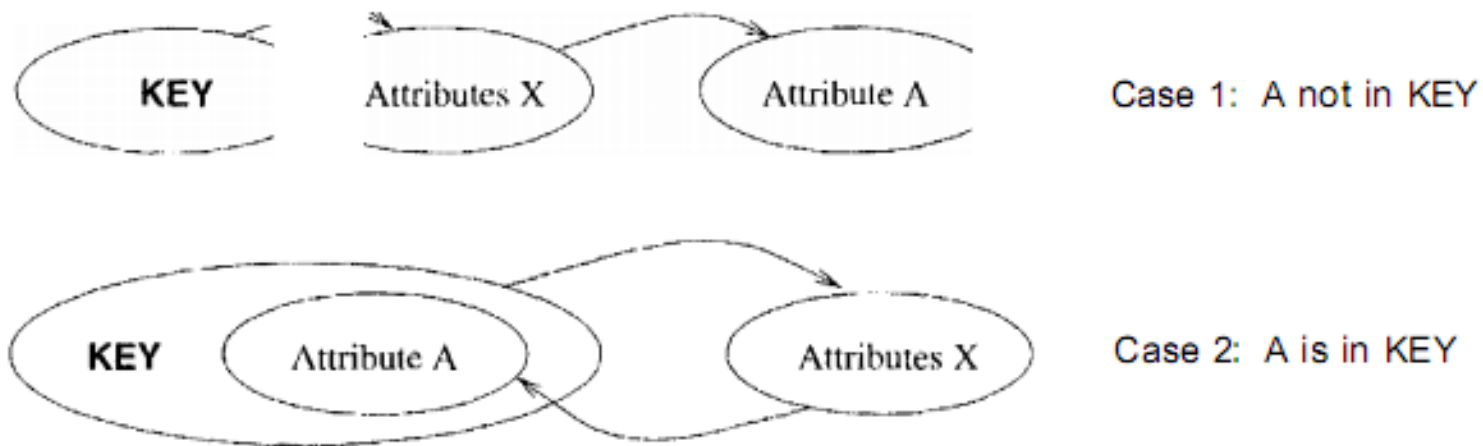 KEY Attributes X Attribute A Case 1: A not in KEY
KEY Attribute A Attributes X Case 2: A is in KEY